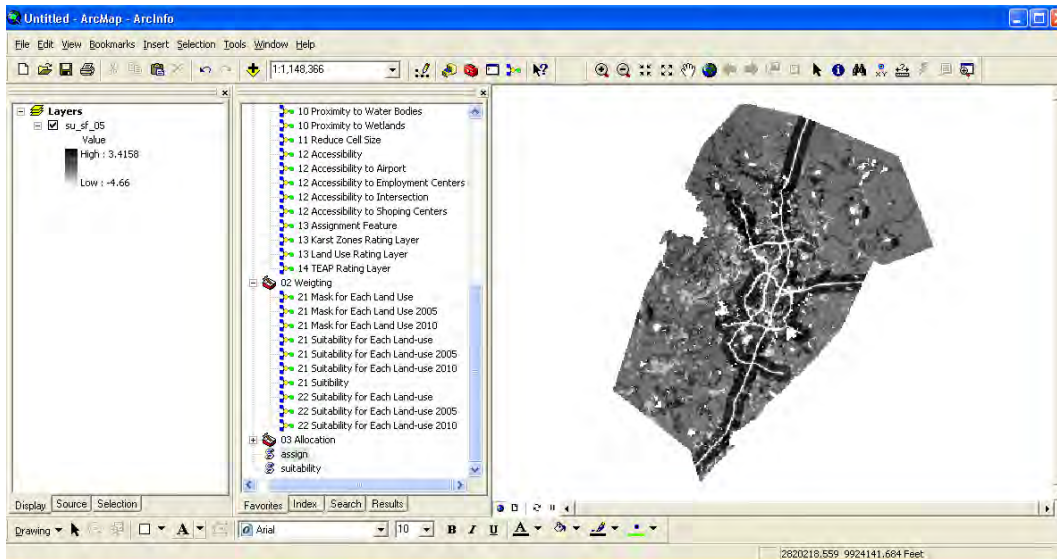 Untitled - ArcMap - ArcInfo
File Edit View Bookmarks Insert Selection Tools Window Help
1:1,148,366
Layers
su_sf_05
Value
High : 3.4158
Low : -4.66
10 Proximity to Water Bodies
10 Proximity to Wetlands
11 Reduce Cell Size
12 Accessibility
12 Accessibility to Airport
12 Accessibility to Employment Centers
12 Accessibility to Intersection
12 Accessibility to Shoping Centers
13 Assignment Feature
13 Karst Zones Rating Layer
13 Land Use Rating Layer
14 TEAP Rating Layer
02 Weigting
21 Mask for Each Land Use
21 Mask for Each Land Use 2005
21 Mask for Each Land Use 2010
21 Suitability for Each Land-use
21 Suitability for Each Land-use 2005
21 Suitability for Each Land-use 2010
21 Suitibility
22 Suitability for Each Land-use
22 Suitability for Each Land-use 2005
22 Suitability for Each Land-use 2010
03 Allocation
assign
suitability
Display Source Selection
Favorites Index Search Results
Drawing A Arial 10 B I U A
2820218.559 9924141.684 Feet